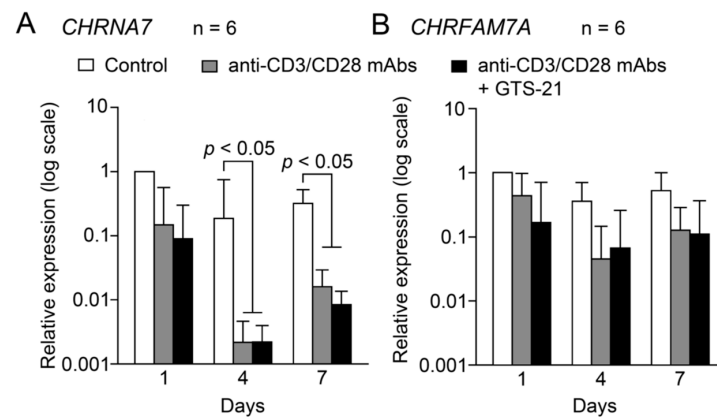 A CHRNA7 n = 6
B CHRFAM7A n = 6
Control
anti-CD3/CD28 mAbs
anti-CD3/CD28 mAbs
+ GTS-21
Relative expression (log scale)
10
1
0.1
0.01
0.001
p < 0.05
p < 0.05
1
4
7
Days
Relative expression (log scale)
10
1
0.1
0.01
0.001
1
4
7
Days